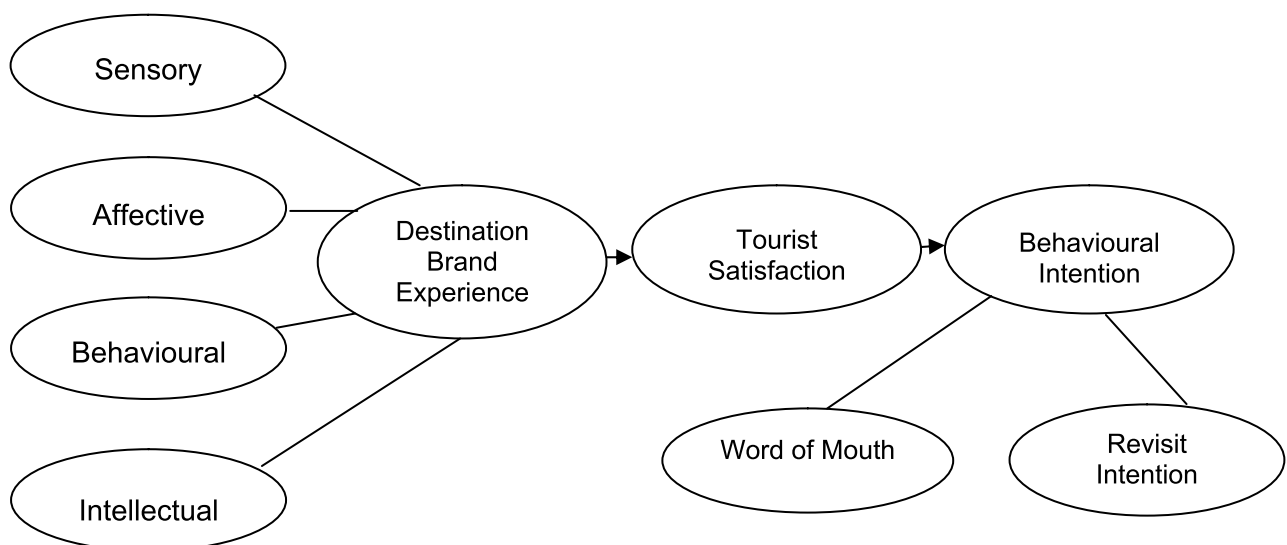 Sensory
Affective
Behavioural
Intellectual
Destination
Brand
Experience
Tourist
Satisfaction
Behavioural
Intention
Word of Mouth
Revisit
Intention